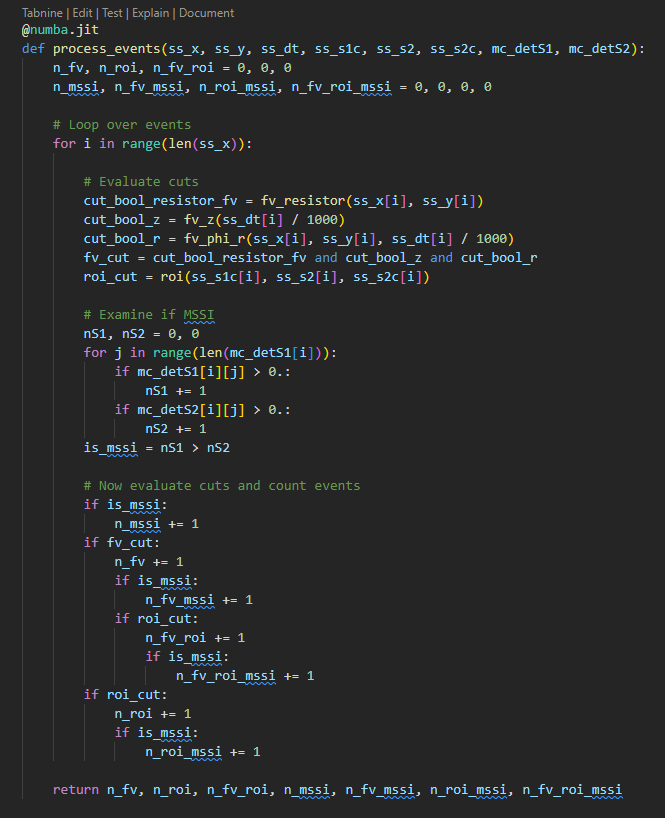 Tabnine | Edit | Test | Explain | Document
@numba.jit
def process_events(ss_x, ss_y, ss_dt, ss_s1c, ss_s2, ss_s2c, mc_detS1, mc_detS2):
    n_fv, n_roi, n_fv_roi = 0, 0, 0
    n_mssi, n_fv_mssi, n_roi_mssi, n_fv_roi_mssi = 0, 0, 0, 0

    # Loop over events
    for i in range(len(ss_x)):

        # Evaluate cuts
        cut_bool_resistor_fv = fv_resistor(ss_x[i], ss_y[i])
        cut_bool_z = fv_z(ss_dt[i] / 1000)
        cut_bool_r = fv_phi_r(ss_x[i], ss_y[i], ss_dt[i] / 1000)
        fv_cut = cut_bool_resistor_fv and cut_bool_z and cut_bool_r
        roi_cut = roi(ss_s1c[i], ss_s2[i], ss_s2c[i])

        # Examine if MSSI
        nS1, nS2 = 0, 0
        for j in range(len(mc_detS1[i])):
            if mc_detS1[i][j] > 0.:
                nS1 += 1
            if mc_detS2[i][j] > 0.:
                nS2 += 1
        is_mssi = nS1 > nS2

        # Now evaluate cuts and count events
        if is_mssi:
            n_mssi += 1
        if fv_cut:
            n_fv += 1
            if is_mssi:
                n_fv_mssi += 1
            if roi_cut:
                n_fv_roi += 1
                if is_mssi:
                    n_fv_roi_mssi += 1
        if roi_cut:
            n_roi += 1
            if is_mssi:
                n_roi_mssi += 1

    return n_fv, n_roi, n_fv_roi, n_mssi, n_fv_mssi, n_roi_mssi, n_fv_roi_mssi